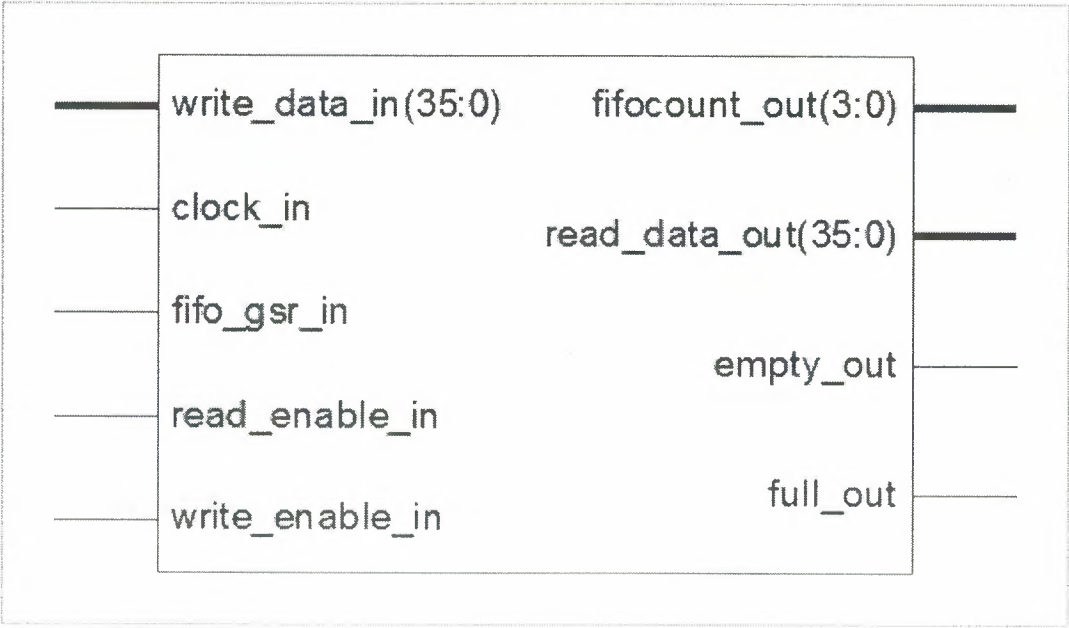 write_data_in(35:0)
clock_in
fifo_gsr_in
read_enable_in
write_enable_in
fifocount_out(3:0)
read_data_out(35:0)
empty_out
full_out